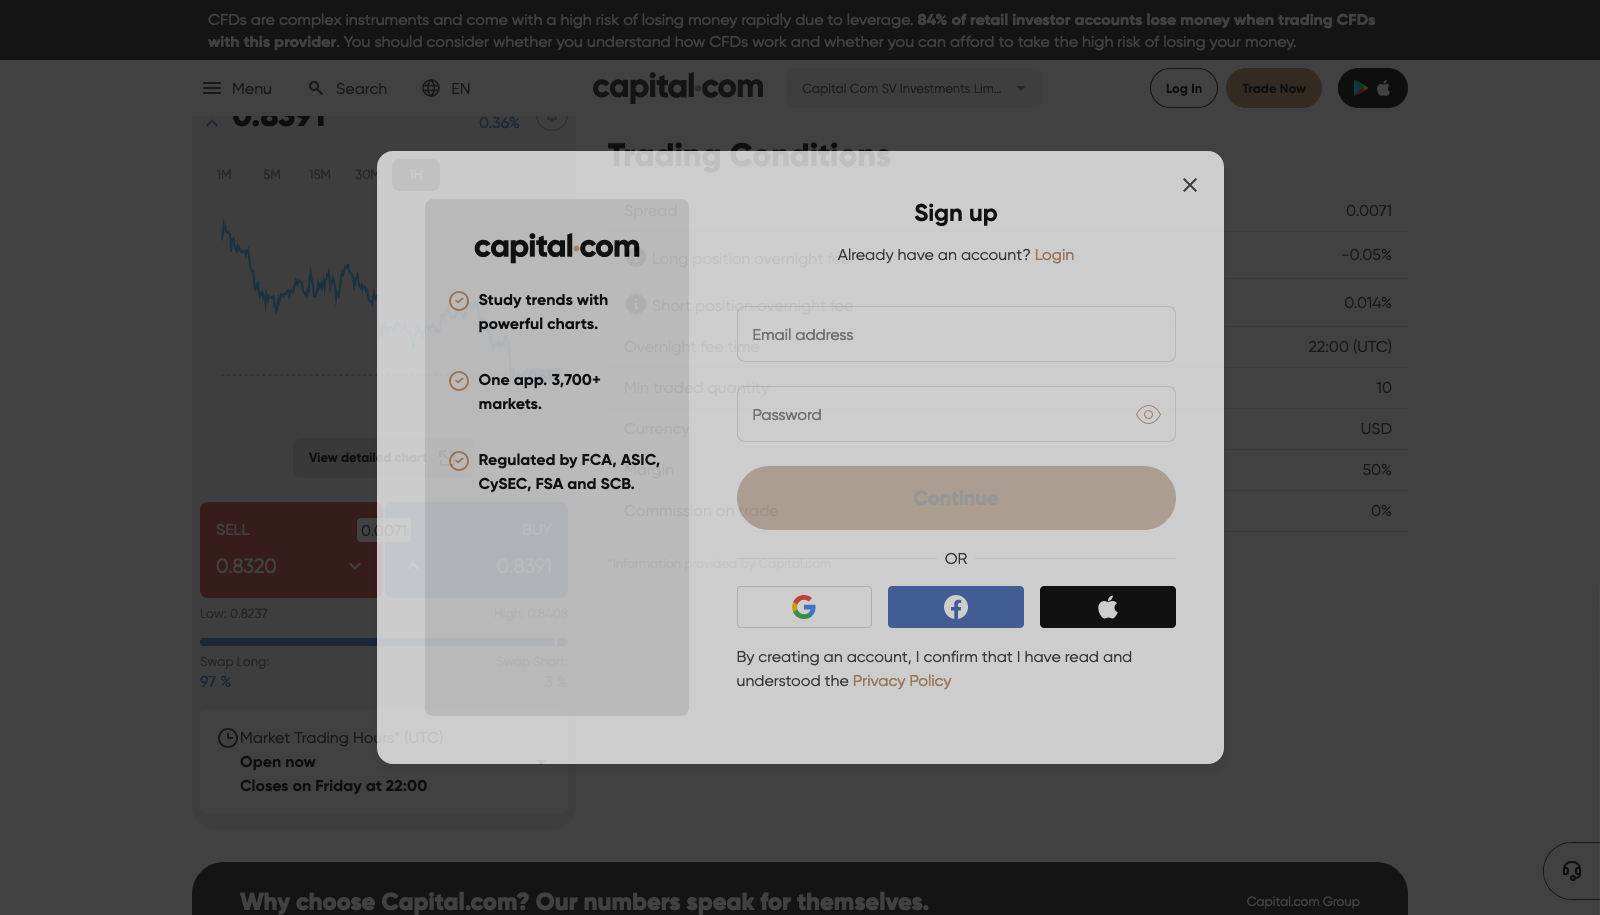 CFDs are complex instruments and come with a high risk of losing money rapidly due to leverage. 84% of retail investor accounts lose money when trading CFDs
with this provider. You should consider whether you understand how CFDs work and whether you can afford to take the high risk of losing your money.
Menu
Search
EN
capital.com
Capital Com SV Investments Lim...
Log In
Trade Now
0.8391
0.36%
1M
5M
15M
30M
1H
View detailed chart
SELL
0.8320
0.0071
BUY
0.8391
Low: 0.8237
High: 0.8408
Swap Long:
97 %
Swap Short:
3 %
Market Trading Hours* (UTC)
Open now
Closes on Friday at 22:00
Trading Conditions
Spread
0.0071
Long position overnight fee
-0.05%
Short position overnight fee
0.014%
Overnight fee time
22:00 (UTC)
Min traded quantity
10
Currency
USD
Margin
50%
Commission on trade
0%
*Information provided by Capital.com
capital.com
Study trends with
powerful charts.
One app. 3,700+
markets.
Regulated by FCA, ASIC,
CySEC, FSA and SCB.
Sign up
Already have an account? Login
Email address
Password
Continue
OR
By creating an account, I confirm that I have read and
understood the Privacy Policy
Why choose Capital.com? Our numbers speak for themselves.
Capital.com Group